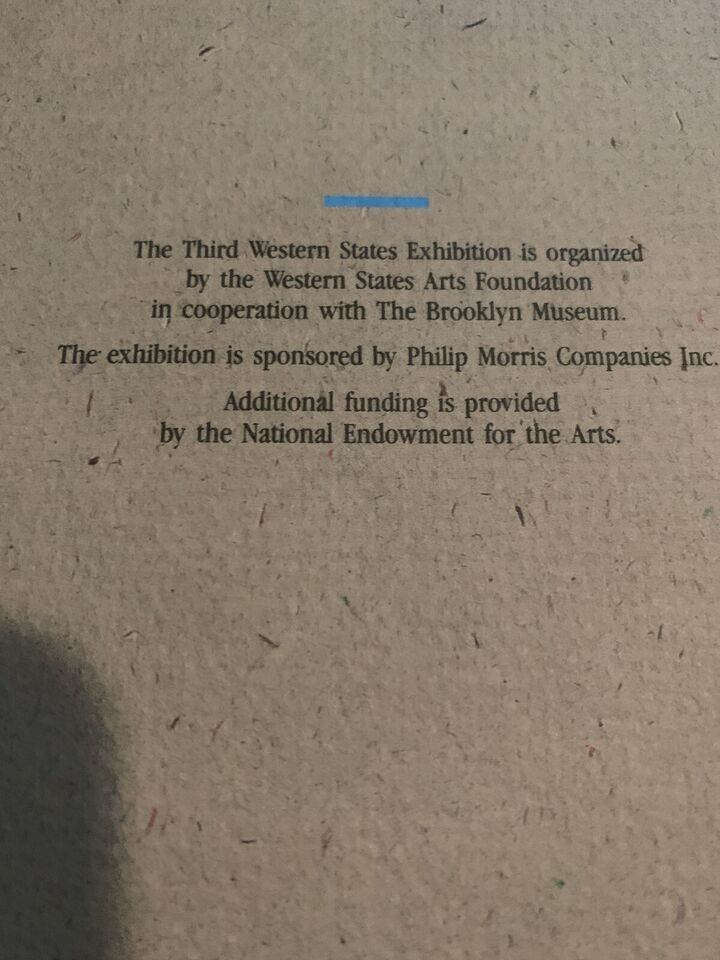 The Third Western States Exhibition is organized
by the Western States Arts Foundation
in cooperation with The Brooklyn Museum.
The exhibition is sponsored by Philip Morris Companies Inc.
Additional funding is provided
by the National Endowment for the Arts.